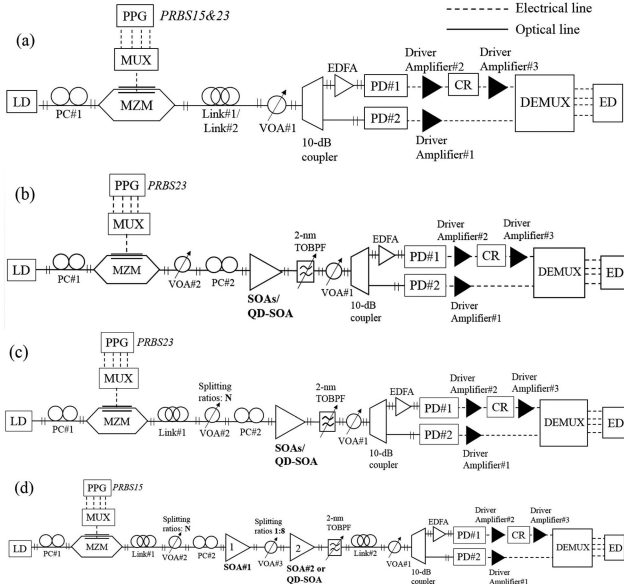 Electrical line
Optical line
(a)
PPG
PRBS15&23
MUX
LD
PC#1
MZM
Link#1/
Link#2
VOA#1
10-dB
coupler
EDFA
PD#1
Driver
Amplifier#2
CR
Driver
Amplifier#3
PD#2
Driver
Amplifier#1
DEMUX
ED
(b)
PPG
PRBS23
MUX
LD
PC#1
MZM
VOA#2
PC#2
SOAs/
QD-SOA
2-nm
TOBPF
VOA#1
10-dB
coupler
EDFA
PD#1
Driver
Amplifier#2
CR
Driver
Amplifier#3
PD#2
Driver
Amplifier#1
DEMUX
ED
(c)
PPG
PRBS23
MUX
LD
PC#1
MZM
Link#1
Splitting
ratios: N
VOA#2
PC#2
SOAs/
QD-SOA
2-nm
TOBPF
VOA#1
10-dB
coupler
EDFA
PD#1
Driver
Amplifier#2
CR
Driver
Amplifier#3
PD#2
Driver
Amplifier#1
DEMUX
ED
(d)
PPG
PRBS15
MUX
LD
PC#1
MZM
Link#1
Splitting
ratios: N
VOA#2
PC#2
1
SOA#1
Splitting
ratios 1:8
VOA#3
2
SOA#2 or
QD-SOA
2-nm
TOBPF
Link#2
VOA#1
10-dB
coupler
EDFA
PD#1
Driver
Amplifier#2
CR
Driver
Amplifier#3
PD#2
Driver
Amplifier#1
DEMUX
ED